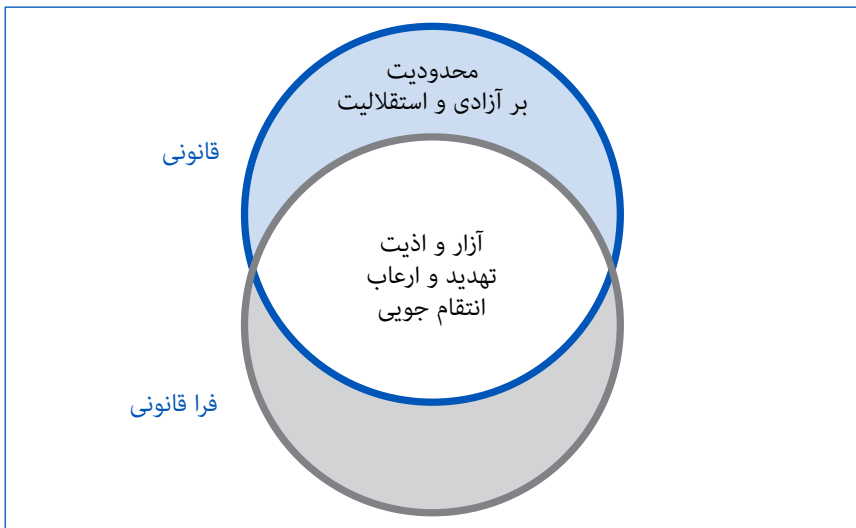 محدودیت
بر آزادی و استقلالیت
قانونی
آزار و اذیت
تهدید و ارعاب
انتقام جویی
فرا قانونی